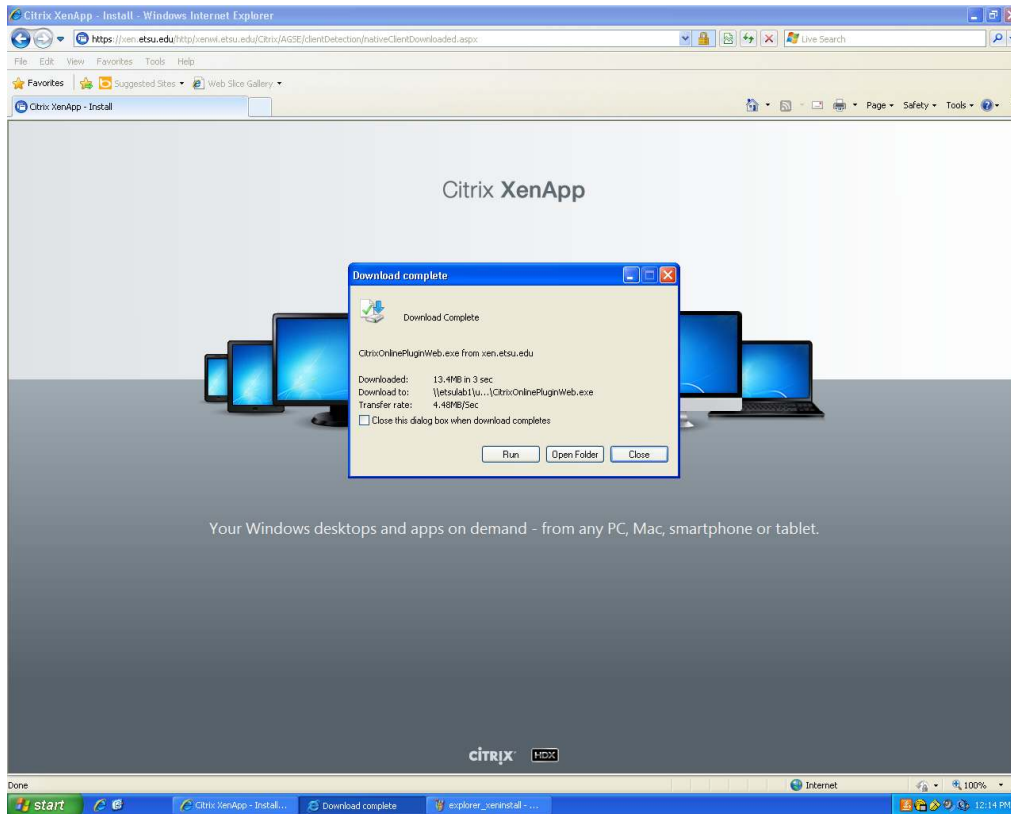 Citrix XenApp - Install - Windows Internet Explorer
https://xen.etsu.edu/http/xenwi.etsu.edu/Citrix/AGSE/clientDetection/nativeClientDownloaded.aspx
Live Search
File Edit View Favorites Tools Help
Favorites Suggested Sites Web Slice Gallery
Citrix XenApp - Install
Page Safety Tools
Citrix XenApp
Download complete
Download Complete
CitrixOnlinePluginWeb.exe from xen.etsu.edu
Downloaded: 13.4MB in 3 sec
Download to: \\etsulab1\u...\CitrixOnlinePluginWeb.exe
Transfer rate: 4.48MB/Sec
Close this dialog box when download completes
Run Open Folder Close
Your Windows desktops and apps on demand - from any PC, Mac, smartphone or tablet.
CİTRIX HDX
Done Internet 100%
start Citrix XenApp - Install... Download complete explorer_xeninstall - ... 12:14 PM